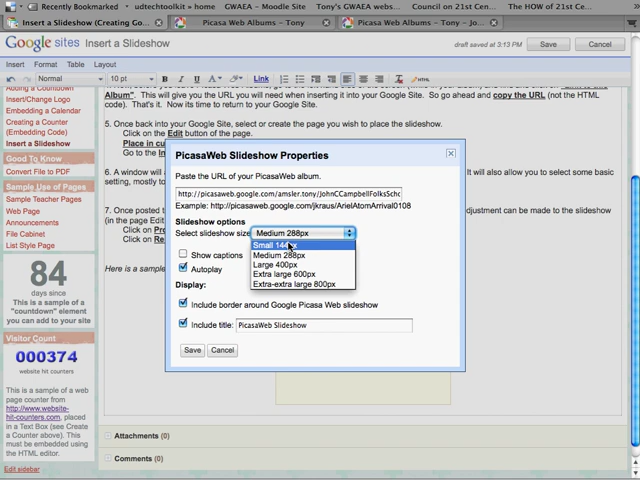 Recently Bookmarked
udtechtoolkit
GWAEA - Moodle Site
Tony's GWAEA webs...
Council on 21st Cen...
The HOW of 21st Cen
Insert a Slideshow (Creating Go...
Picasa Web Albums - Tony
Picasa Web Albums - Tony - Jo...
Google sites Insert a Slideshow
draft saved at 3:13 PM
Save
Cancel
Insert Format Table Layout
Normal
10 pt
B I U A
Link
T
HTML
Adding a Countdown
Insert/Change Logo
Embedding a Calendar
Creating a Counter
(Embedding Code)
Insert a Slideshow
Good To Know
Convert File to PDF
Sample Use of Pages
Sample Teacher Pages
Web Page
Announcements
File Cabinet
List Style Page
84
days since
This is a sample of a
"countdown" element
you can add to your site
Visitor Count
000374
website hit counters
This is a sample of a web
page counter from
http://www.website-
hit-counters.com, placed
in a Text Box (see Create
a Counter above). This
must be embedded using
the HTML editor.
Edit sidebar
Album". This will give you the URL you will need when inserting it into your Google Site. So go ahead and copy the URL (not the HTML
code). That's it. Now its time to return to your Google Site.
5. Once back into your Google Site, select or create the page you wish to place the slideshow.
Click on the Edit button of the page.
Place in cu
Go to the In
6. A window will a
It will also allow you to select some basic
setting, mostly to
7. Once posted t
adjustment can be made to the slideshow
(in the page Edit
Click on Pro
Click on Re
Here is a sample
PicasaWeb Slideshow Properties
Paste the URL of your PicasaWeb album.
http://picasaweb.google.com/amsler.tony/JohnCCampbellFolksScho
Example: http://picasaweb.google.com/jkraus/ArielAtomArrival0108
Slideshow options
Select slideshow size
Medium 288px
Small 144px
Medium 288px
Large 400px
Extra large 600px
Extra-extra large 800px
Show captions
Autoplay
Display:
Include border around Google Picasa Web slideshow
Include title: PicasaWeb Slideshow
Save
Cancel
Attachments (0)
Comments (0)